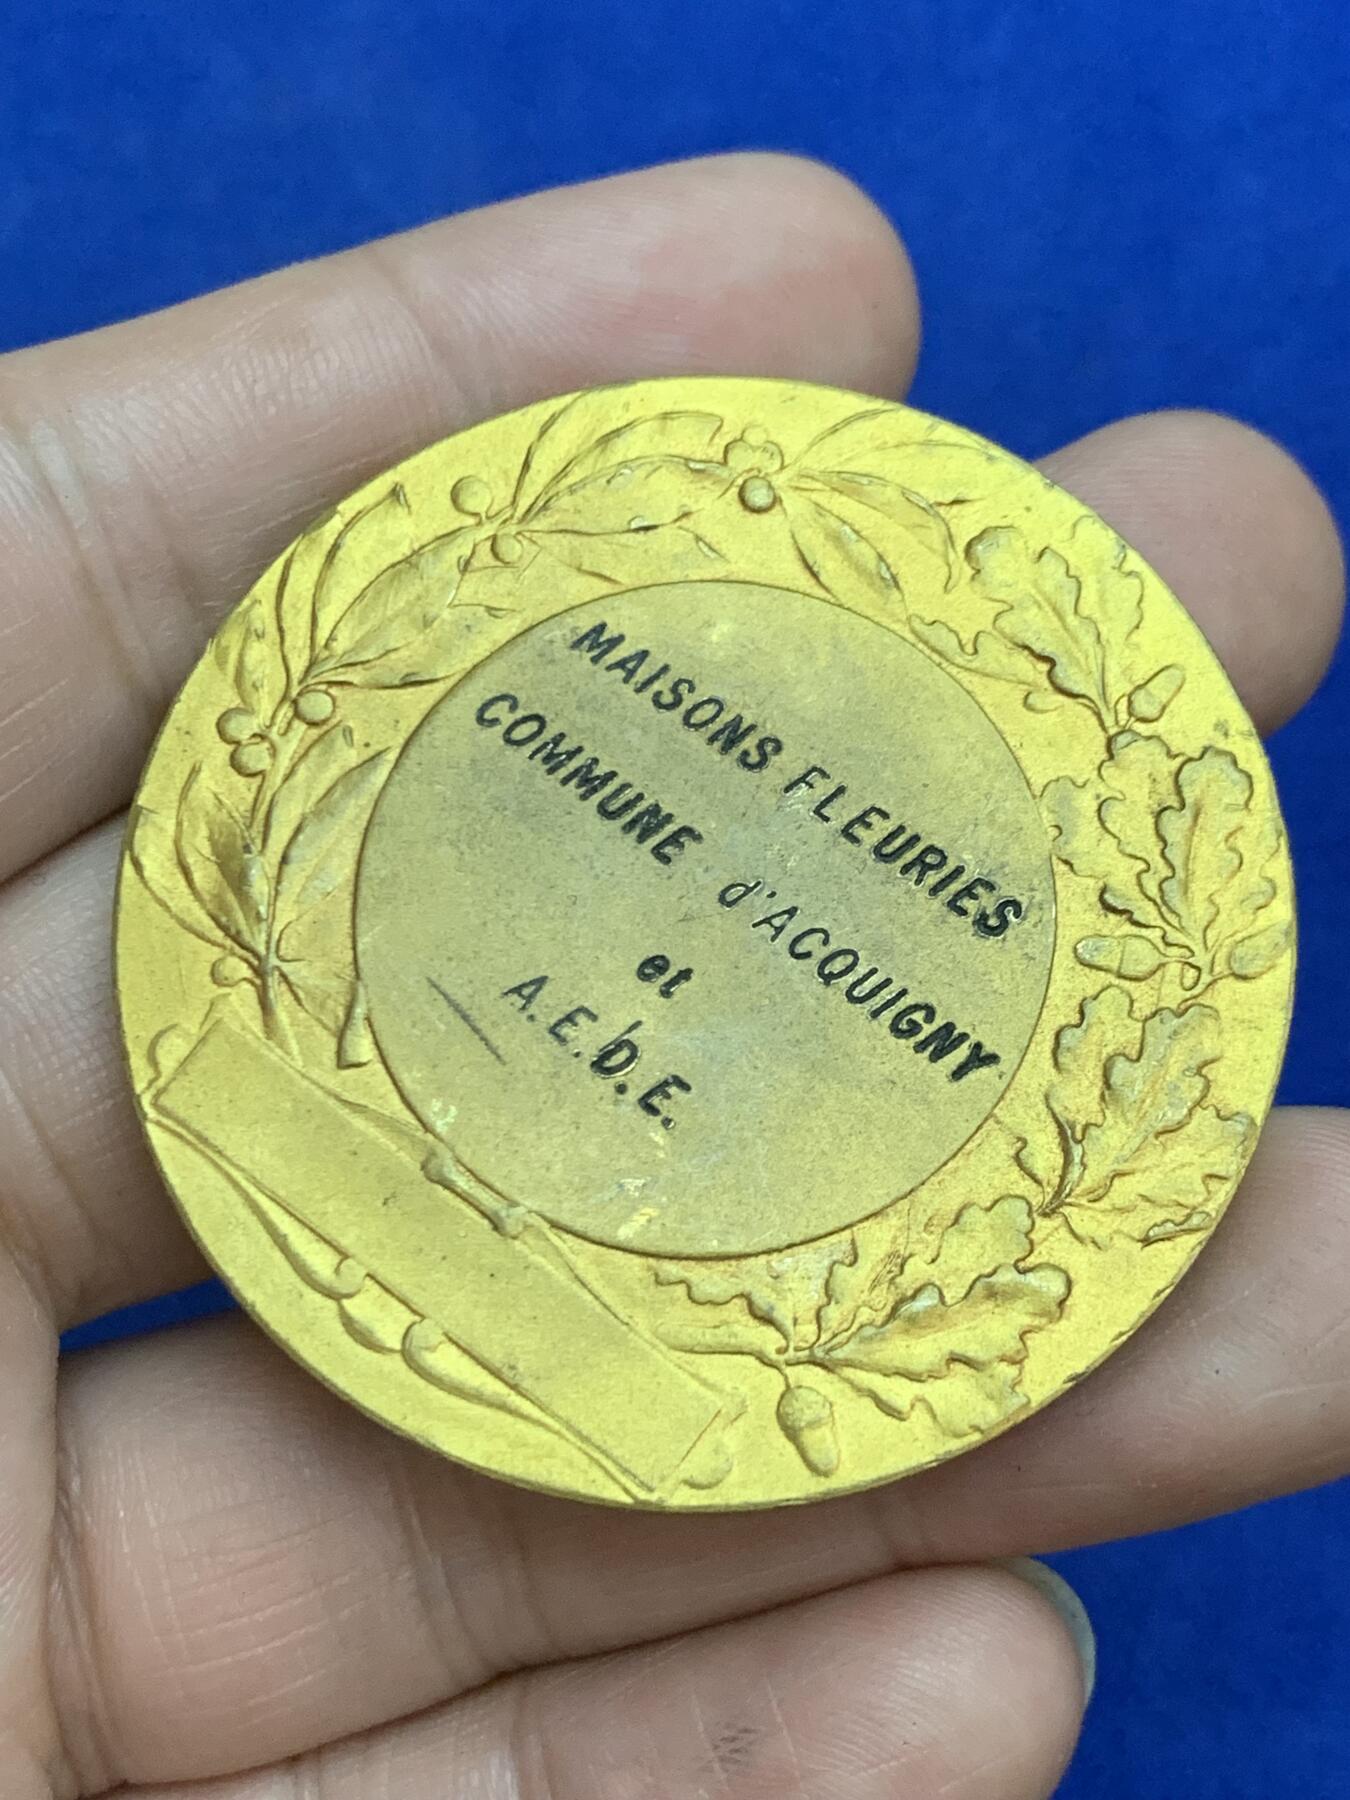 MAISONS FLEURIES
COMMUNE d'ACQUIGNY
et
A.E.D.E.